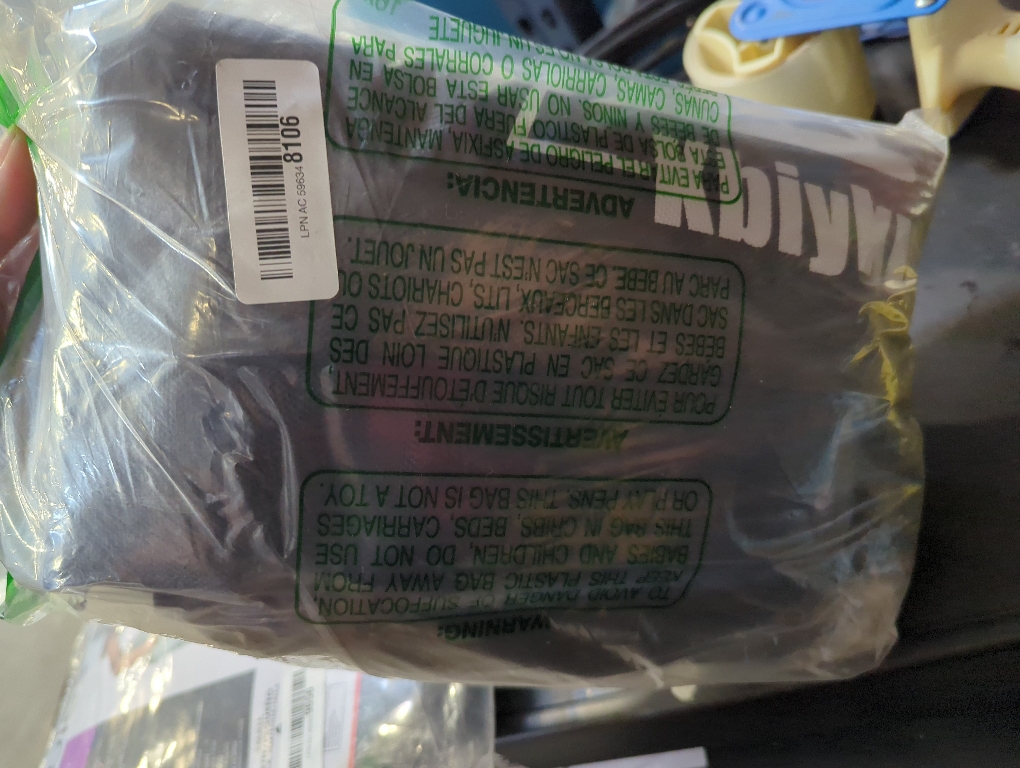 WARNING:
TO AVOID DANGER OF SUFFOCATION,
KEEP THIS PLASTIC BAG AWAY FROM
BABIES AND CHILDREN, DO NOT USE
THIS BAG IN CRIBS, BEDS, CARRIAGES
OR PLAY PENS, THIS BAG IS NOT A TOY.
AVERTISSEMENT:
POUR ÉVITER TOUT RISQUE D'ÉTOUFFEMENT
GARDEZ CE SAC EN PLASTIQUE LOIN DES
BEBES ET LES ENFANTS. N'UTILISEZ PAS CE
SAC DANS LES BERCEAUX, LITS, CHARIOTS OU
PARC AU BEBE. CE SAC N'EST PAS UN JOUET.
ADVERTENCIA:
PARA EVITAR EL PELIGRO DE ASFIXIA, MANTENGA
ESTA BOLSA DE PLASTICO FUERA DEL ALCANCE
DE BEBES Y NINOS. NO USAR ESTA BOLSA EN
CUNAS, CAMAS, CARRIOLAS O CORRALES PARA
ES UN JUGUETE
LPN AC 59634 8106